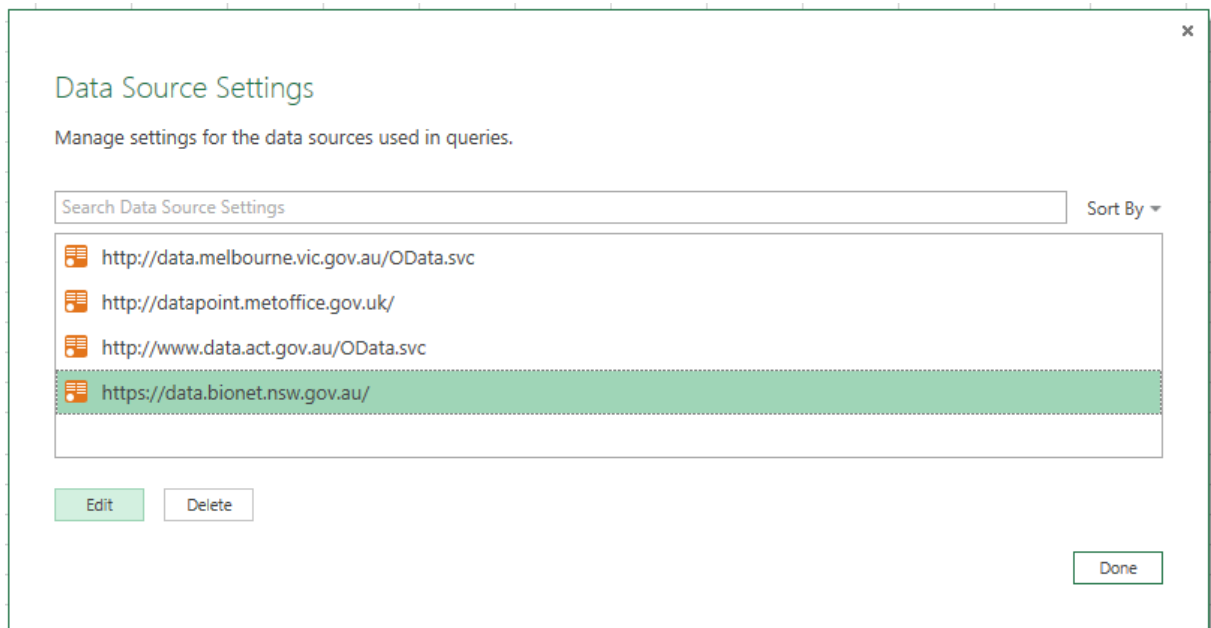 ×
Data Source Settings
Manage settings for the data sources used in queries.
Search Data Source Settings
Sort By
http://data.melbourne.vic.gov.au/OData.svc
http://datapoint.metoffice.gov.uk/
http://www.data.act.gov.au/OData.svc
https://data.bionet.nsw.gov.au/
Edit
Delete
Done